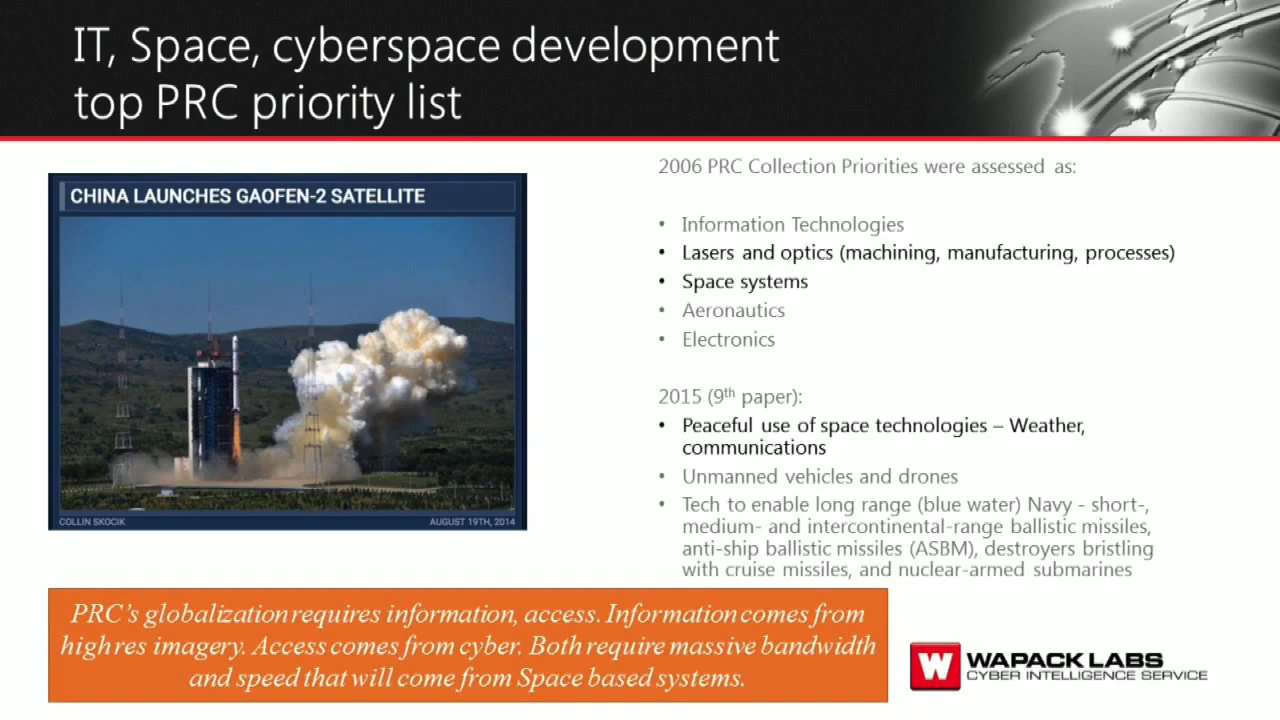 IT, Space, cyberspace development
top PRC priority list
CHINA LAUNCHES GAOFEN-2 SATELLITE
COLLIN SKOCIK
AUGUST 19TH, 2014
2006 PRC Collection Priorities were assessed as:
• Information Technologies
• Lasers and optics (machining, manufacturing, processes)
• Space systems
• Aeronautics
• Electronics
2015 (9th paper):
• Peaceful use of space technologies – Weather,
communications
• Unmanned vehicles and drones
• Tech to enable long range (blue water) Navy - short-,
medium- and intercontinental-range ballistic missiles,
anti-ship ballistic missiles (ASBM), destroyers bristling
with cruise missiles, and nuclear-armed submarines
PRC's globalization requires information, access. Information comes from
high res imagery. Access comes from cyber. Both require massive bandwidth
and speed that will come from Space based systems.
W
WAPACK LABS
CYBER INTELLIGENCE SERVICE